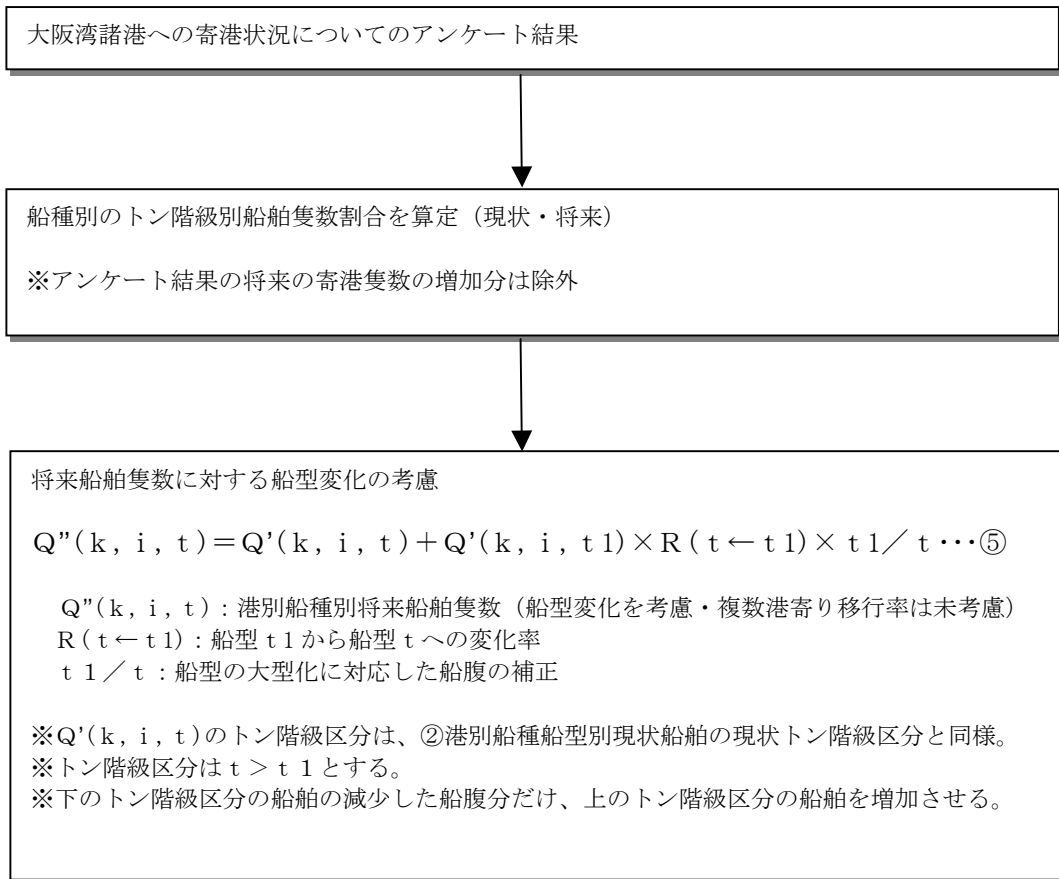 大阪湾諸港への寄港状況についてのアンケート結果
船種別のトン階級別船舶隻数割合を算定（現状・将来）
※アンケート結果の将来の寄港隻数の増加分は除外
将来船舶隻数に対する船型変化の考慮
Q”(k , i , t)＝Q’(k , i , t)＋Q’(k , i , t1)×R ( t ← t1) × t1／ t ･･･⑤
Q”(k , i , t)：港別船種別将来船舶隻数（船型変化を考慮・複数港寄り移行率は未考慮）
R ( t ← t1)：船型 t1 から船型 t への変化率
t １／ t ：船型の大型化に対応した船腹の補正
※Q’(k , i , t)のトン階級区分は、②港別船種船型別現状船舶の現状トン階級区分と同様。
※トン階級区分は t ＞ t １とする。
※下のトン階級区分の船舶の減少した船腹分だけ、上のトン階級区分の船舶を増加させる。